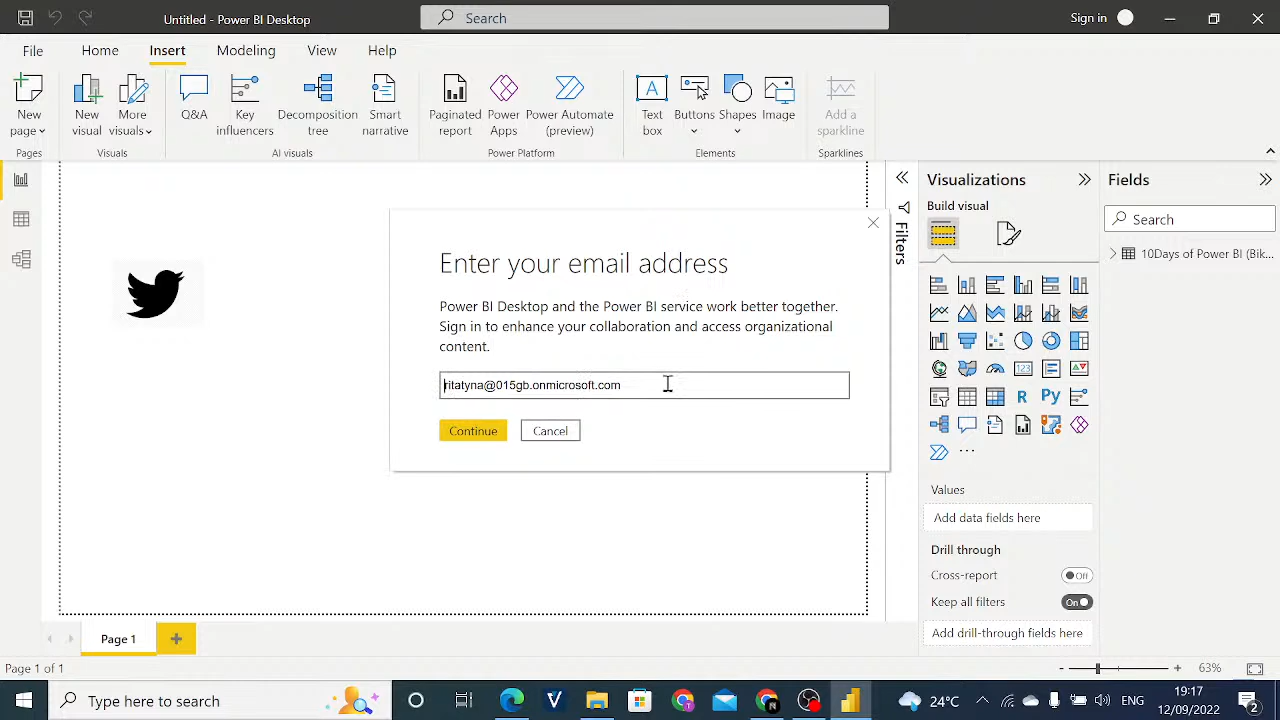 Untitled - Power BI Desktop
Search
Sign in
File
Home
Insert
Modeling
View
Help
New
page
New
visual
More
visuals
Q&A
Key
influencers
Decomposition
tree
Smart
narrative
Paginated
report
Power
Apps
Power Automate
(preview)
Text
box
Buttons
Shapes
Image
Add a
sparkline
Pages
Visuals
AI visuals
Power Platform
Elements
Sparklines
Enter your email address
Power BI Desktop and the Power BI service work better together.
Sign in to enhance your collaboration and access organizational
content.
ritatyna@015gb.onmicrosoft.com
Continue
Cancel
Filters
Visualizations
Build visual
123
R
Py
Values
Add data fields here
Drill through
Cross-report
Off
Keep all filters
On
Add drill-through fields here
Fields
Search
10Days of Power BI (Bik...
Page 1
Page 1 of 1
63%
Type here to search
24°C
ENG
19:17
12/09/2022
2